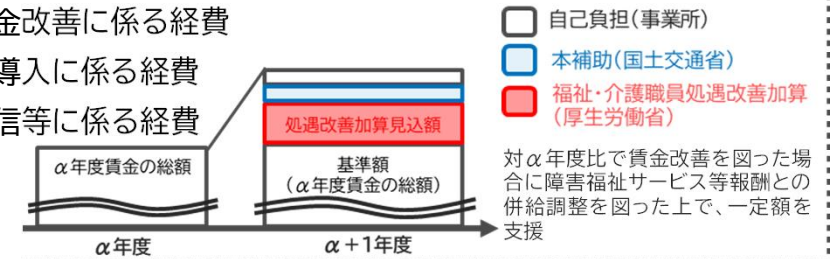 金改善に係る経費
導入に係る経費
信等に係る経費
自己負担(事業所)
本補助(国土交通省)
福祉・介護職員処遇改善加算
(厚生労働省)
処遇改善加算見込額
α年度賃金の総額
基準額
(α年度賃金の総額)
対α年度比で賃金改善を図った場
合に障害福祉サービス等報酬との
併給調整を図った上で、一定額を
支援
α年度
α+1年度